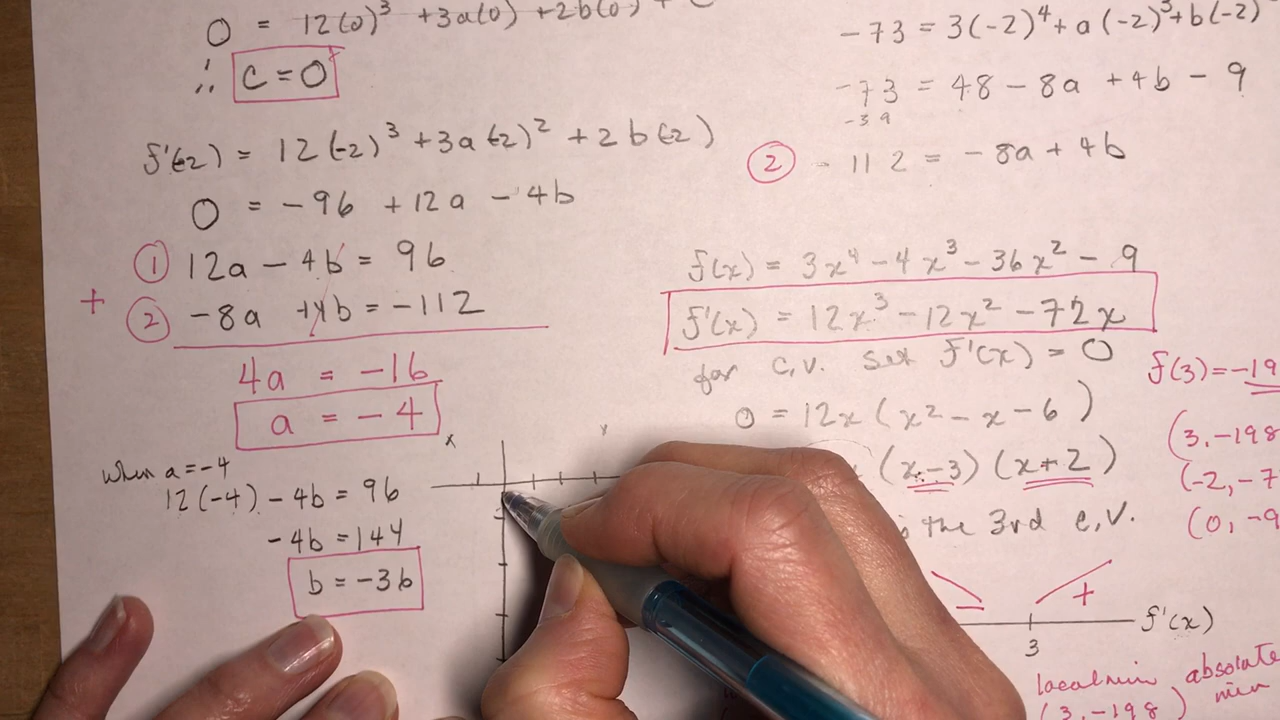 0 = 12(0)³ + 3a(0) + 2b(0) +
∴ C = 0
f'(-2) = 12(-2)³ + 3a(-2)² + 2b(-2)
0 = -96 + 12a - 4b
① 12a - 4b = 96
+ ② -8a + 4b = -112
4a = -16
a = -4
when a = -4
12(-4) - 4b = 96
-4b = 144
b = -36
x
-73 = 3(-2)⁴ + a(-2)³ + b(-2)
-73 = 48 - 8a + 4b - 9
-39
② -112 = -8a + 4b
f(x) = 3x⁴ - 4x³ - 36x² - 9
f'(x) = 12x³ - 12x² - 72x
for c.v. set f'(x) = 0
0 = 12x(x² - x - 6)
(x-3)(x+2)
is the 3rd c.v.
f(3) = -19
(3, -198
(-2, -7
(0, -9
- + f'(x)
3
local min absolute
(3, -198) min